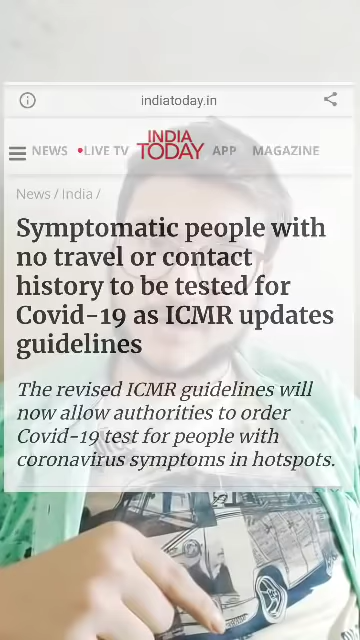 indiatoday.in
NEWS •LIVE TV INDIA TODAY APP MAGAZINE
News / India /
Symptomatic people with
no travel or contact
history to be tested for
Covid-19 as ICMR updates
guidelines
The revised ICMR guidelines will
now allow authorities to order
Covid-19 test for people with
coronavirus symptoms in hotspots.